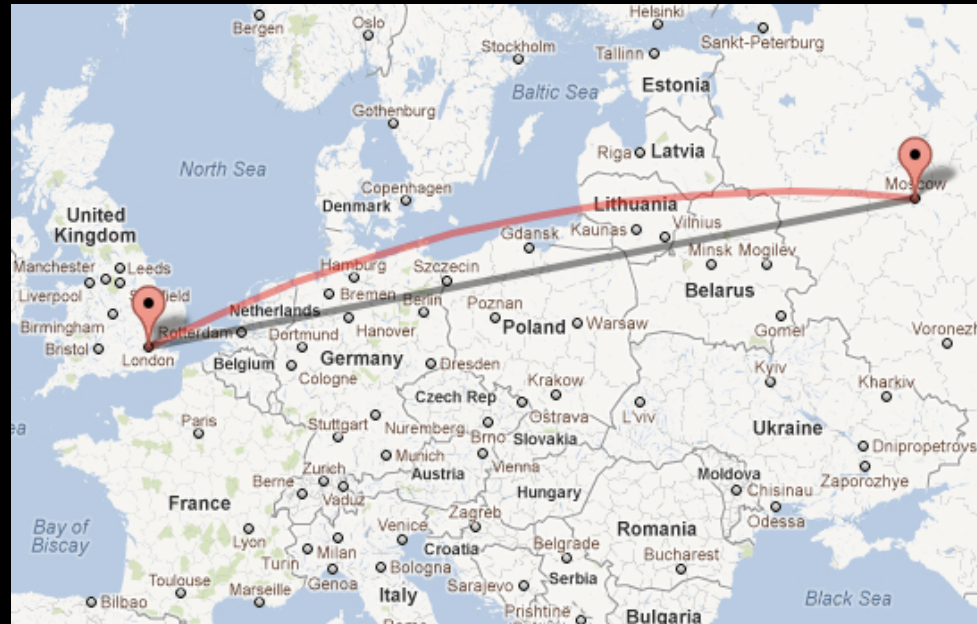 Helsinki
Bergen
Oslo
Sankt-Peterburg
Stockholm
Tallinn
Estonia
Baltic Sea
Gothenburg
Riga
Latvia
North Sea
Moscow
Copenhagen
Denmark
Lithuania
United
Kingdom
Vilnius
Kaunas
Gdansk
Minsk
Mogilev
Manchester
Leeds
Hamburg
Szczecin
Liverpool
Bremen
Berlin
Belarus
Netherlands
Poznan
Birmingham
Rotterdam
Dortmund
Hanover
Poland
Warsaw
Gomel
Voronezh
Bristol
London
Belgium
Germany
Dresden
Cologne
Krakow
Kyiv
Kharkiv
Czech Rep
Ostrava
L'viv
Paris
Stuttgart
Nuremberg
Brno
Slovakia
Ukraine
Dnipropetrovs
Munich
Vienna
Zurich
Austria
Moldova
Zaporozhye
Berne
Vaduz
Hungary
Chisinau
France
Zagreb
Odessa
Bay of
Biscay
Venice
Romania
Lyon
Milan
Croatia
Belgrade
Bucharest
Turin
Bologna
Genoa
Serbia
Toulouse
Marseille
Sarajevo
Italy
Black Sea
Bilbao
Prishtinë
Bulgaria